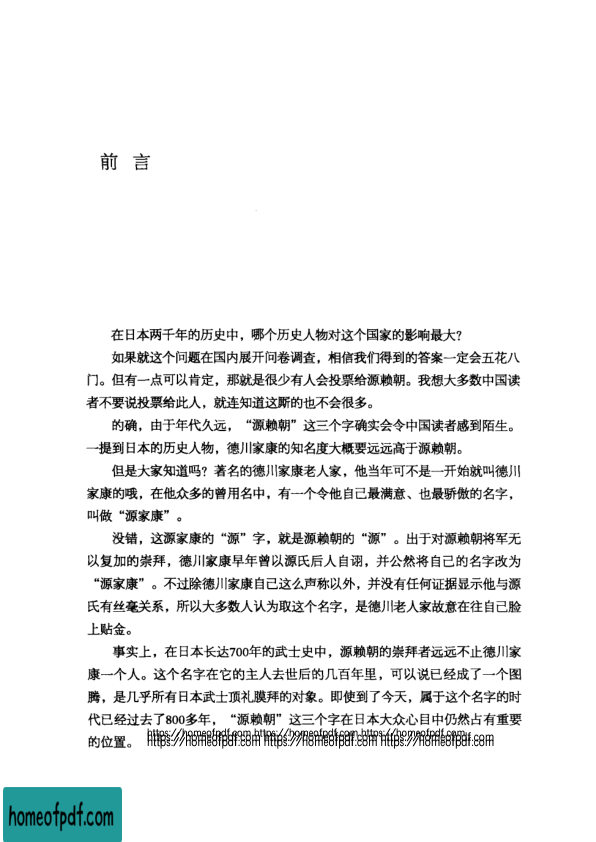 前 言
在日本两千年的历史中，哪个历史人物对这个国家的影响最大？
如果就这个问题在国内展开问卷调查，相信我们得到的答案一定会五花八
门。但有一点可以肯定，那就是很少有人会投票给源赖朝。我想大多数中国读
者不要说投票给此人，就连知道这厮的也不会很多。
的确，由于年代久远，“源赖朝”这三个字确实会令中国读者感到陌生。
一提到日本的历史人物，德川家康的知名度大概要远远高于源赖朝。
但是大家知道吗？著名的德川家康老人家，他当年可不是一开始就叫德川
家康的哦，在他众多的曾用名中，有一个令他自己最满意、也最骄傲的名字，
叫做“源家康”。
没错，这源家康的“源”字，就是源赖朝的“源”。出于对源赖朝将军无
以复加的崇拜，德川家康早年曾以源氏后人自诩，并公然将自己的名字改为
“源家康”。不过除德川家康自己这么声称以外，并没有任何证据显示他与源
氏有丝毫关系，所以大多数人认为取这个名字，是德川老人家故意在往自己脸
上贴金。
事实上，在日本长达700年的武士史中，源赖朝的崇拜者远远不止德川家
康一个人。这个名字在它的主人去世后的几百年里，可以说已经成了一个图
腾，是几乎所有日本武士顶礼膜拜的对象。即使到了今天，属于这个名字的时
代已经过去了800多年，“源赖朝”这三个字在日本大众心目中仍然占有重要
的位置。
https://homeofpdf.com https://homeofpdf.com https://homeofpdf.com
https://homeofpdf.com https://homeofpdf.com https://homeofpdf.com
homeofpdf.com